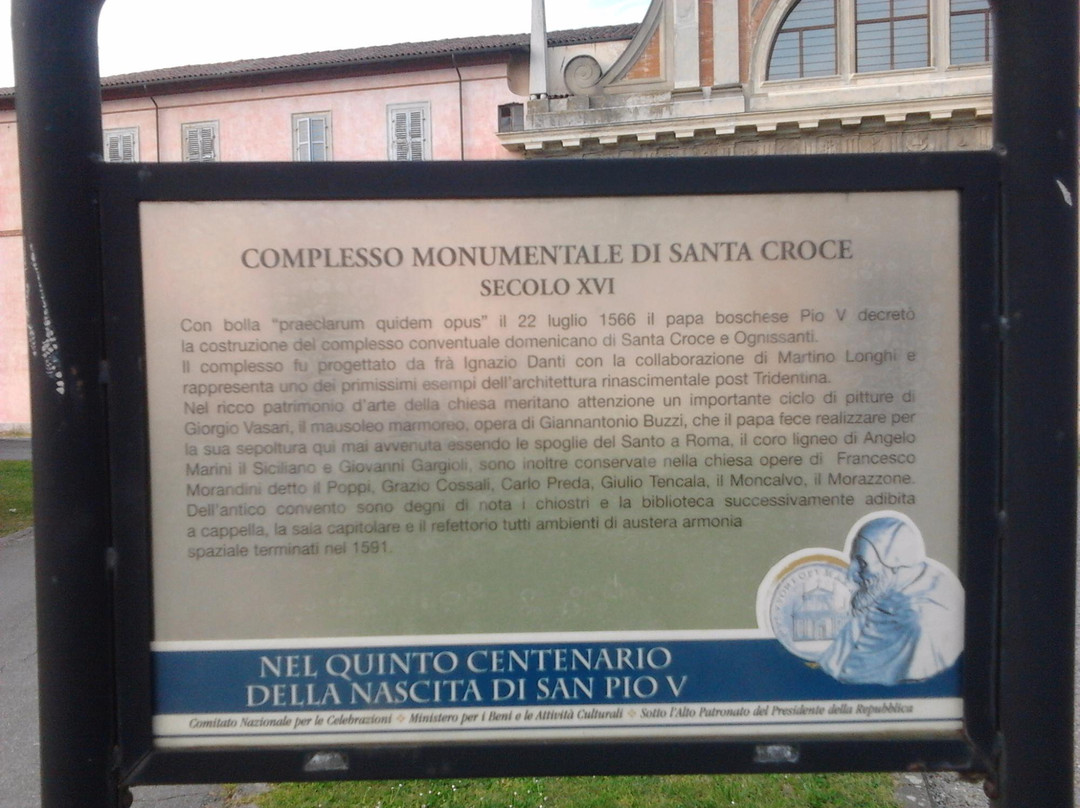 COMPLESSO MONUMENTALE DI SANTA CROCE
SECOLO XVI
Con bolla "praeclarum quidem opus" il 22 luglio 1566 il papa boschese Pio V decretò
la costruzione del complesso conventuale domenicano di Santa Croce e Ognissanti.
Il complesso fu progettato da frà Ignazio Danti con la collaborazione di Martino Longhi e
rappresenta uno dei primissimi esempi dell'architettura rinascimentale post Tridentina.
Nel ricco patrimonio d'arte della chiesa meritano attenzione un importante ciclo di pitture di
Giorgio Vasari, il mausoleo marmoreo, opera di Giannantonio Buzzi, che il papa fece realizzare per
la sua sepoltura qui mai avvenuta essendo le spoglie del Santo a Roma, il coro ligneo di Angelo
Marini il Siciliano e Giovanni Gargioli, sono inoltre conservate nella chiesa opere di Francesco
Morandini detto il Poppi, Grazio Cossali, Carlo Preda, Giulio Tencala, il Moncalvo, il Morazzone.
Dell'antico convento sono degni di nota i chiostri e la biblioteca successivamente adibita
a cappella, la sala capitolare e il refettorio tutti ambienti di austera armonia
spaziale terminati nel 1591.
NEL QUINTO CENTENARIO
DELLA NASCITA DI SAN PIO V
Comitato Nazionale per le Celebrazioni Ministero per i Beni e le Attività Culturali Sotto l'Alto Patronato del Presidente della Repubblica